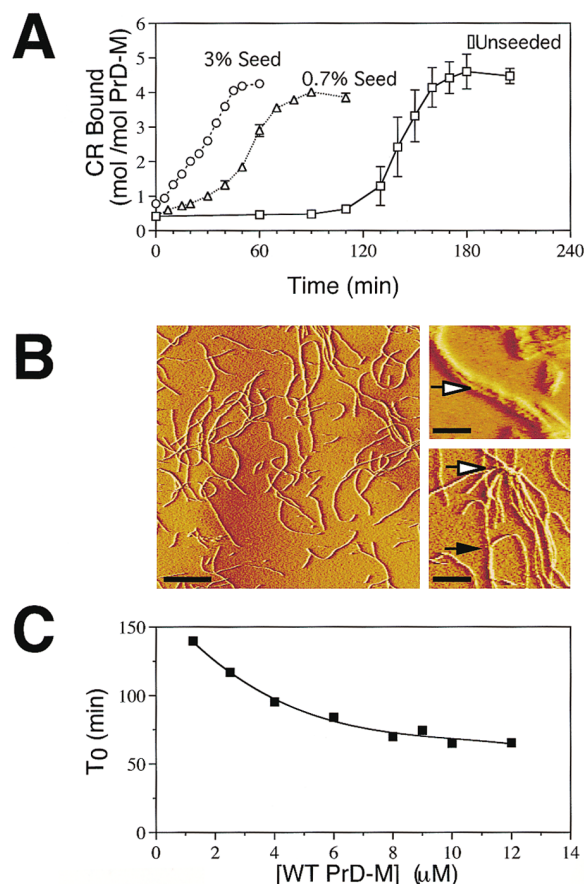 A
3% Seed
0.7% Seed
Unseeded
CR Bound
(mol /mol PrD-M)
6
5
4
3
2
1
0
0 60 120 180 240
Time (min)
B
C
T0 (min)
150
100
50
0
0 2 4 6 8 10 12 14
[WT PrD-M] (μM)